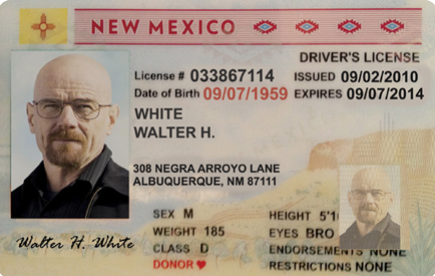 NEW MEXICO
DRIVER'S LICENSE
License # 033867114 ISSUED 09/02/2010
Date of Birth 09/07/1959 EXPIRES 09/07/2014
WHITE
WALTER H.
308 NEGRA ARROYO LANE
ALBUQUERQUE, NM 87111
SEX M HEIGHT 5'1
WEIGHT 185 EYES BRO
CLASS D ENDORSEMENTS NONE
DONOR RESTRICTIONS NONE
Walter H. White